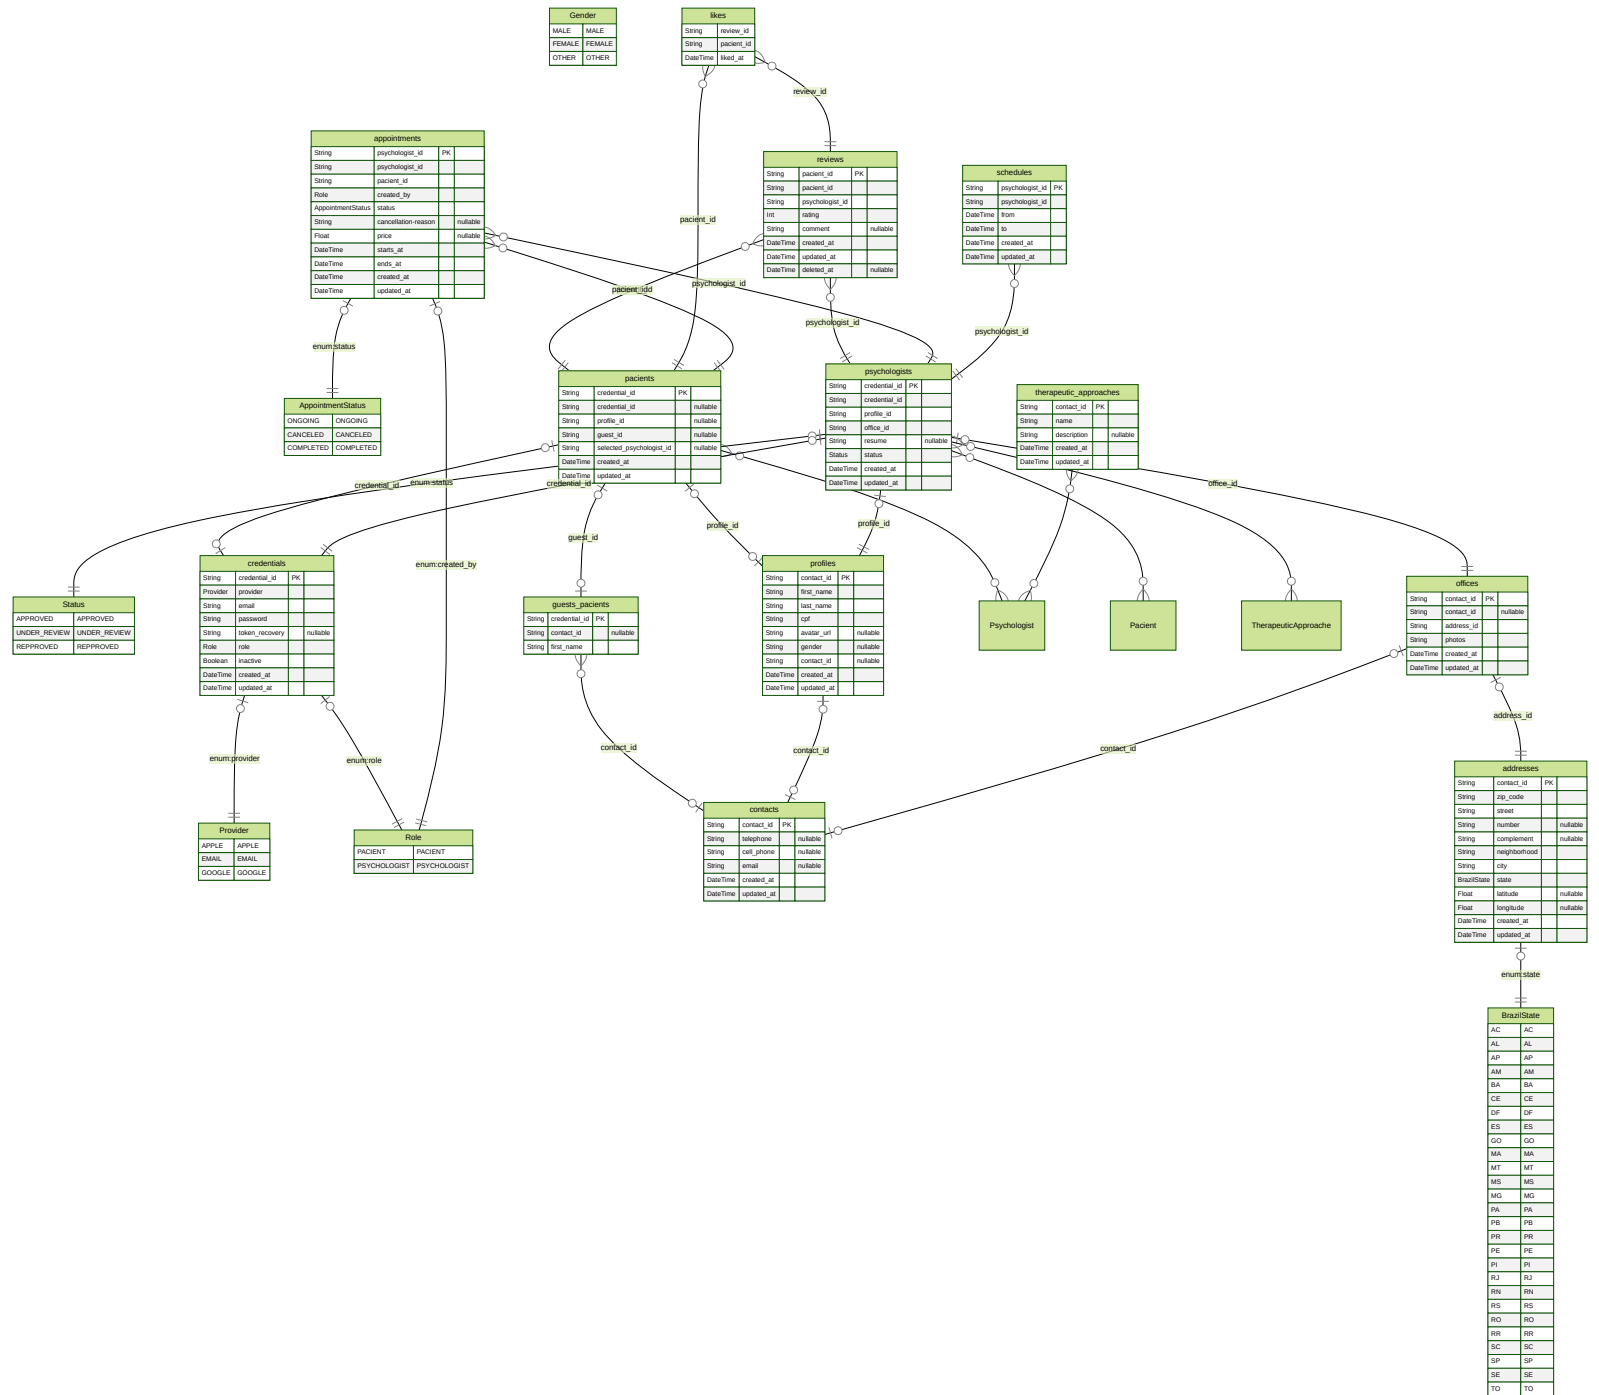 Gender
MALE MALE
FEMALE FEMALE
OTHER OTHER
likes
String review_id
String pacient_id
DateTime liked_at
review_id
appointments
String psychologist_id PK
String psychologist_id
String pacient_id
Role created_by
AppointmentStatus status
String cancellation-reason nullable
Float price nullable
DateTime starts_at
DateTime ends_at
DateTime created_at
DateTime updated_at
reviews
String pacient_id PK
String pacient_id
String psychologist_id
Int rating
String comment nullable
DateTime created_at
DateTime updated_at
DateTime deleted_at nullable
schedules
String psychologist_id PK
String psychologist_id
DateTime from
DateTime to
DateTime created_at
DateTime updated_at
pacient_id
pacient_idd
psychologist_id
psychologist_id
psychologist_id
enum:status
AppointmentStatus
ONGOING ONGOING
CANCELED CANCELED
COMPLETED COMPLETED
pacients
String credential_id PK
String credential_id nullable
String profile_id nullable
String guest_id nullable
String selected_psychologist_id nullable
DateTime created_at
DateTime updated_at
psychologists
String credential_id PK
String credential_id
String profile_id
String office_id
String resume nullable
Status status
DateTime created_at
DateTime updated_at
therapeutic_approaches
String contact_id PK
String name
String description nullable
DateTime created_at
DateTime updated_at
credential_id
enum:status
credential_id
office_id
guest_id
profile_id
profile_id
enum:created_by
Status
APPROVED APPROVED
UNDER_REVIEW UNDER_REVIEW
REPPROVED REPPROVED
credentials
String credential_id PK
Provider provider
String email
String password
String token_recovery nullable
Role role
Boolean inactive
DateTime created_at
DateTime updated_at
guests_pacients
String credential_id PK
String contact_id nullable
String first_name
profiles
String contact_id PK
String first_name
String last_name
String cpf
String avatar_url nullable
String gender nullable
String contact_id nullable
DateTime created_at
DateTime updated_at
Psychologist
Pacient
TherapeuticApproache
offices
String contact_id PK
String contact_id nullable
String address_id
String photos
DateTime created_at
DateTime updated_at
enum:provider
enum:role
contact_id
contact_id
contact_id
address_id
Provider
APPLE APPLE
EMAIL EMAIL
GOOGLE GOOGLE
Role
PACIENT PACIENT
PSYCHOLOGIST PSYCHOLOGIST
contacts
String contact_id PK
String telephone nullable
String cell_phone nullable
String email nullable
DateTime created_at
DateTime updated_at
addresses
String contact_id PK
String zip_code
String street
String number nullable
String complement nullable
String neighborhood
String city
BrazilState state
Float latitude nullable
Float longitude nullable
DateTime created_at
DateTime updated_at
enum:state
BrazilState
AC AC
AL AL
AP AP
AM AM
BA BA
CE CE
DF DF
ES ES
GO GO
MA MA
MT MT
MS MS
MG MG
PA PA
PB PB
PR PR
PE PE
PI PI
RJ RJ
RN RN
RS RS
RO RO
RR RR
SC SC
SP SP
SE SE
TO TO